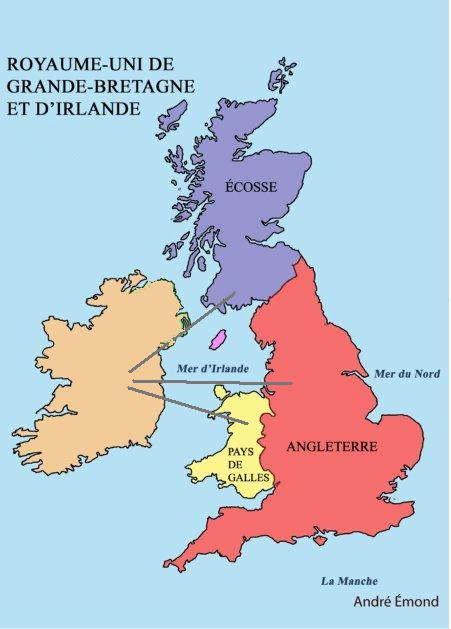 ROYAUME-UNI DE
GRANDE-BRETAGNE
ET D'IRLANDE
ÉCOSSE
Mer d'Irlande
Mer du Nord
ANGLETERRE
PAYS
DE
GALLES
La Manche
André Émond